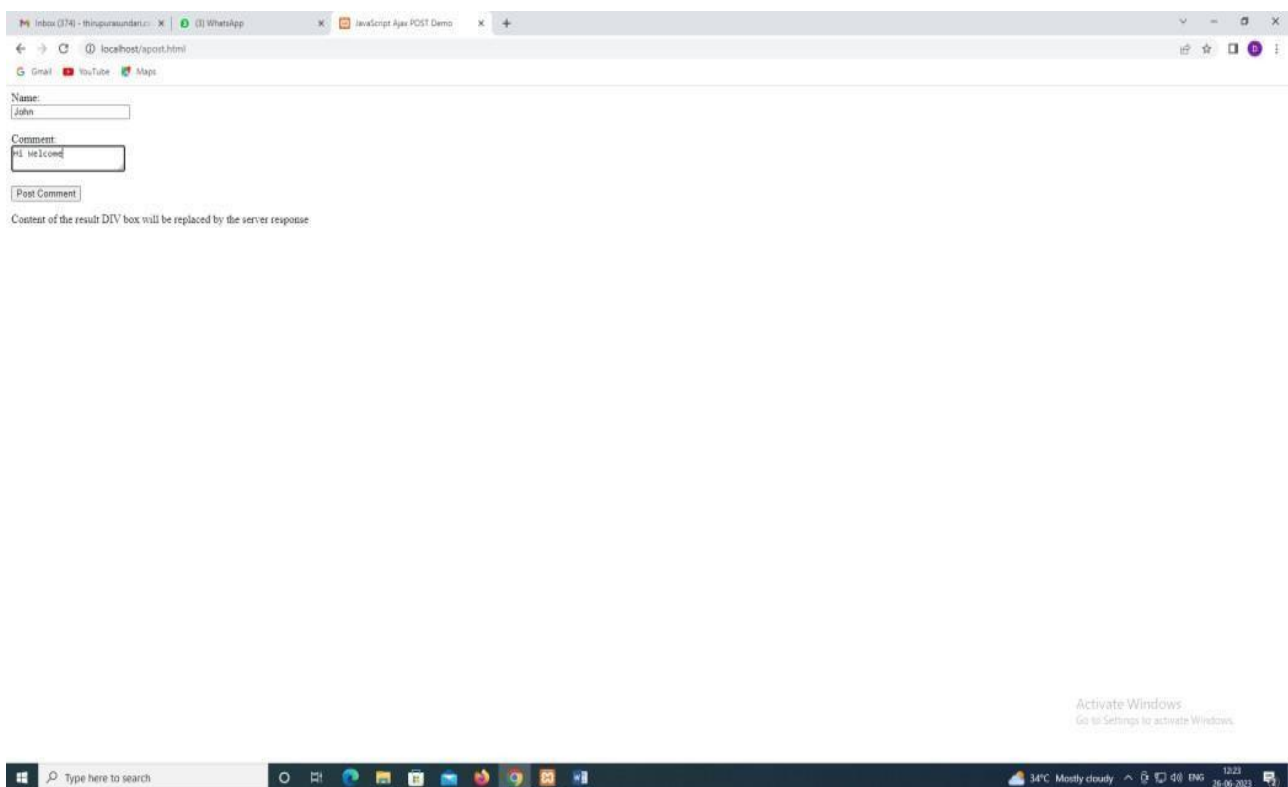 Inbox (374) - thirupurasundari.c
(3) WhatsApp
JavaScript Ajax POST Demo
localhost/apost.html
Gmail
YouTube
Maps
Name:
John
Comment:
Hi Welcome
Post Comment
Content of the result DIV box will be replaced by the server response
Activate Windows
Go to Settings to activate Windows.
Type here to search
34°C Mostly cloudy
ENG
12:23
26-06-2023